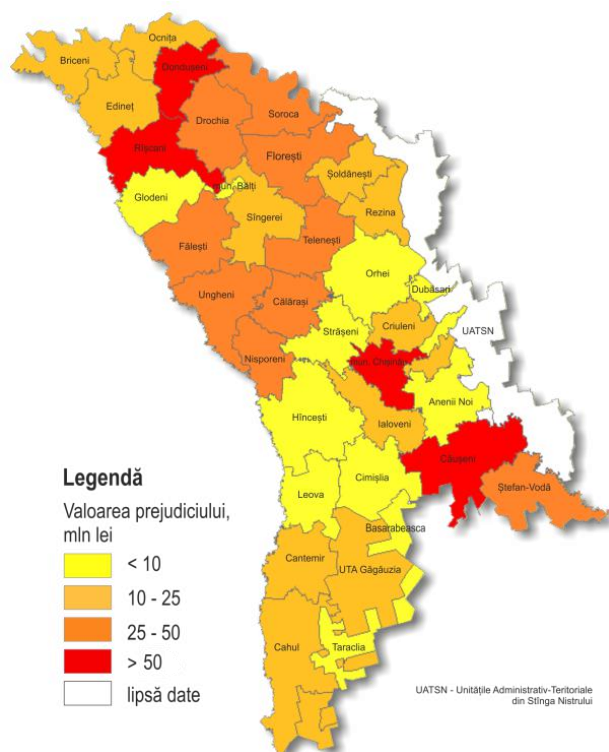 Ocnița
Briceni
Dondușeni
Edineț
Soroca
Drochia
Rîșcani
Florești
Șoldănești
mun. Bălți
Glodeni
Rezina
Sîngerei
Telenești
Fălești
Orhei
Dubăsari
Ungheni
Călărași
Criuleni
UATSN
Strășeni
Nisporeni
mun. Chișinău
Anenii Noi
Hîncești
Ialoveni
Căușeni
Cimișlia
Ștefan-Vodă
Leova
Basarabeasca
Cantemir
UTA Găgăuzia
Cahul
Taraclia
Legendă
Valoarea prejudiciului,
mln lei
< 10
10 - 25
25 - 50
> 50
lipsă date
UATSN - Unitățile Administrativ-Teritoriale
din Stînga Nistrului